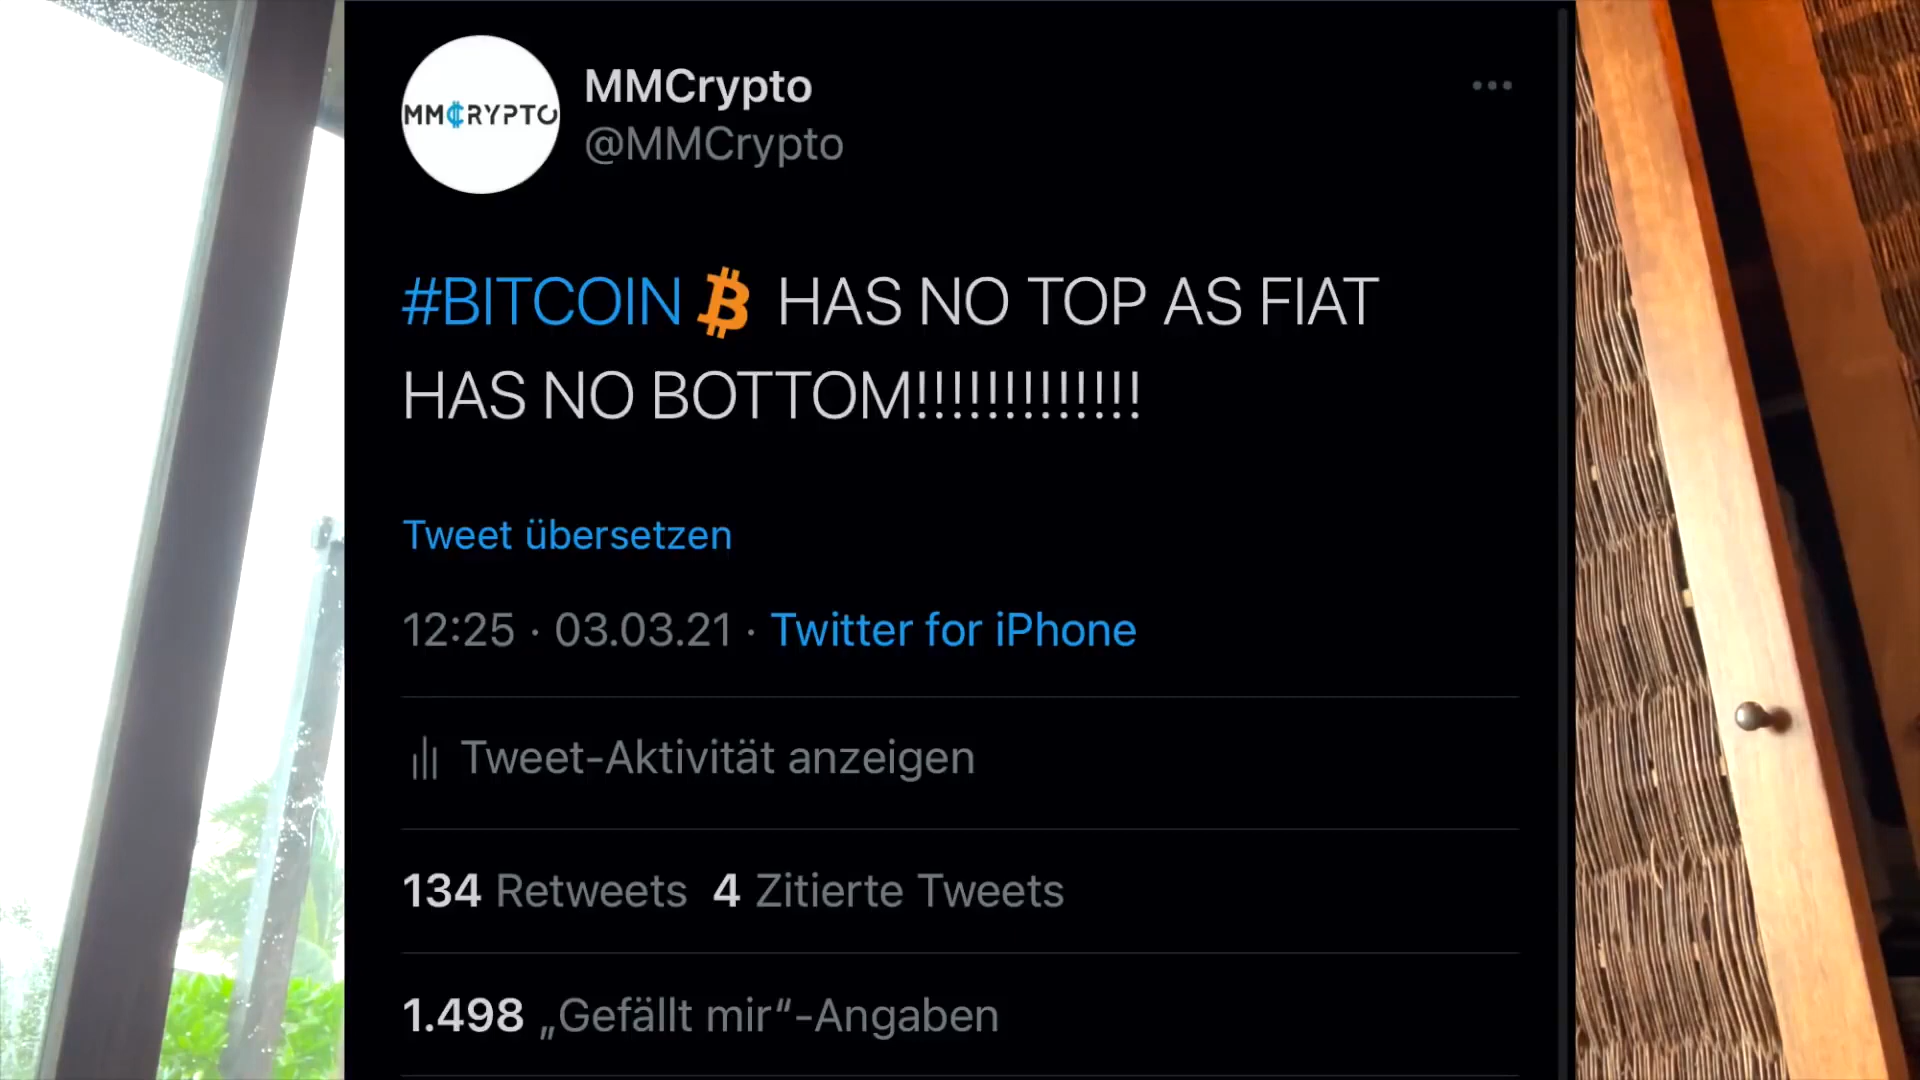 MMCRYPTO
MMCrypto
@MMCrypto
#BITCOIN HAS NO TOP AS FIAT
HAS NO BOTTOM!!!!!!!!!!!!!
Tweet übersetzen
12:25 · 03.03.21 · Twitter for iPhone
Tweet-Aktivität anzeigen
134 Retweets 4 Zitierte Tweets
1.498 „Gefällt mir“-Angaben